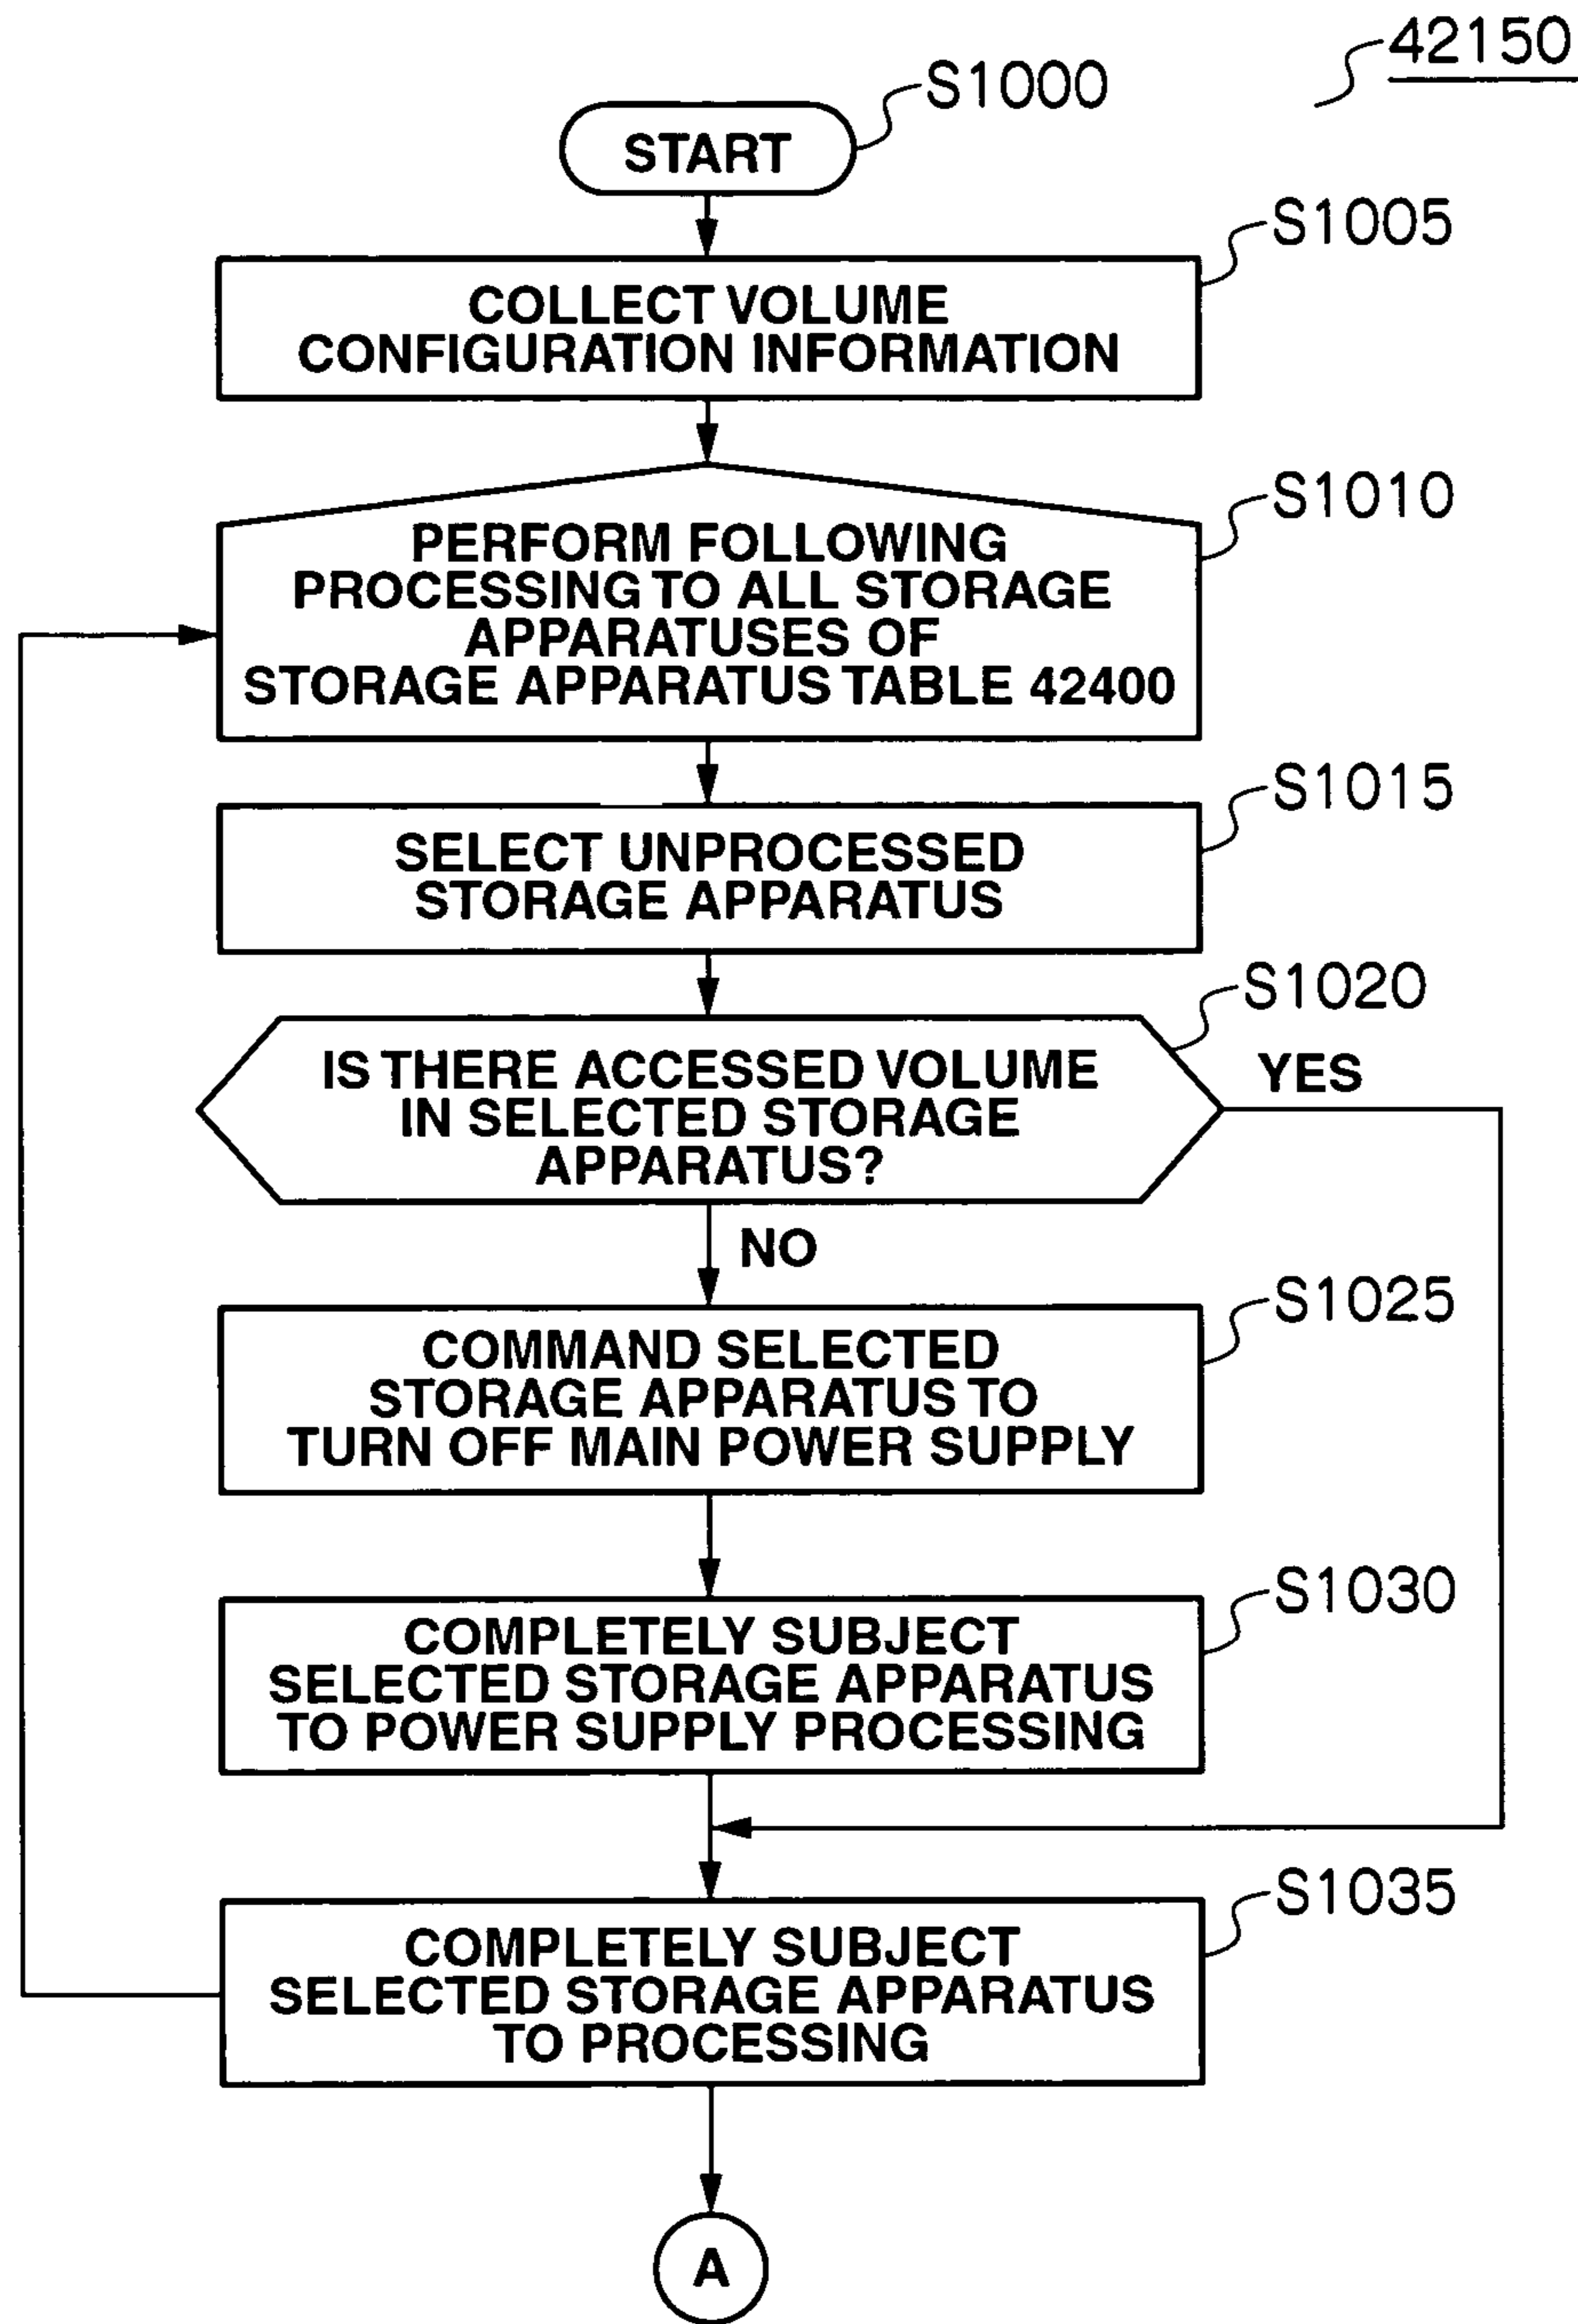 42150
S1000
START
S1005
COLLECT VOLUME
CONFIGURATION INFORMATION
S1010
PERFORM FOLLOWING
PROCESSING TO ALL STORAGE
APPARATUSES OF
STORAGE APPARATUS TABLE 42400
S1015
SELECT UNPROCESSED
STORAGE APPARATUS
S1020
IS THERE ACCESSED VOLUME
IN SELECTED STORAGE
APPARATUS?
YES
NO
S1025
COMMAND SELECTED
STORAGE APPARATUS TO
TURN OFF MAIN POWER SUPPLY
S1030
COMPLETELY SUBJECT
SELECTED STORAGE APPARATUS
TO POWER SUPPLY PROCESSING
S1035
COMPLETELY SUBJECT
SELECTED STORAGE APPARATUS
TO PROCESSING
A